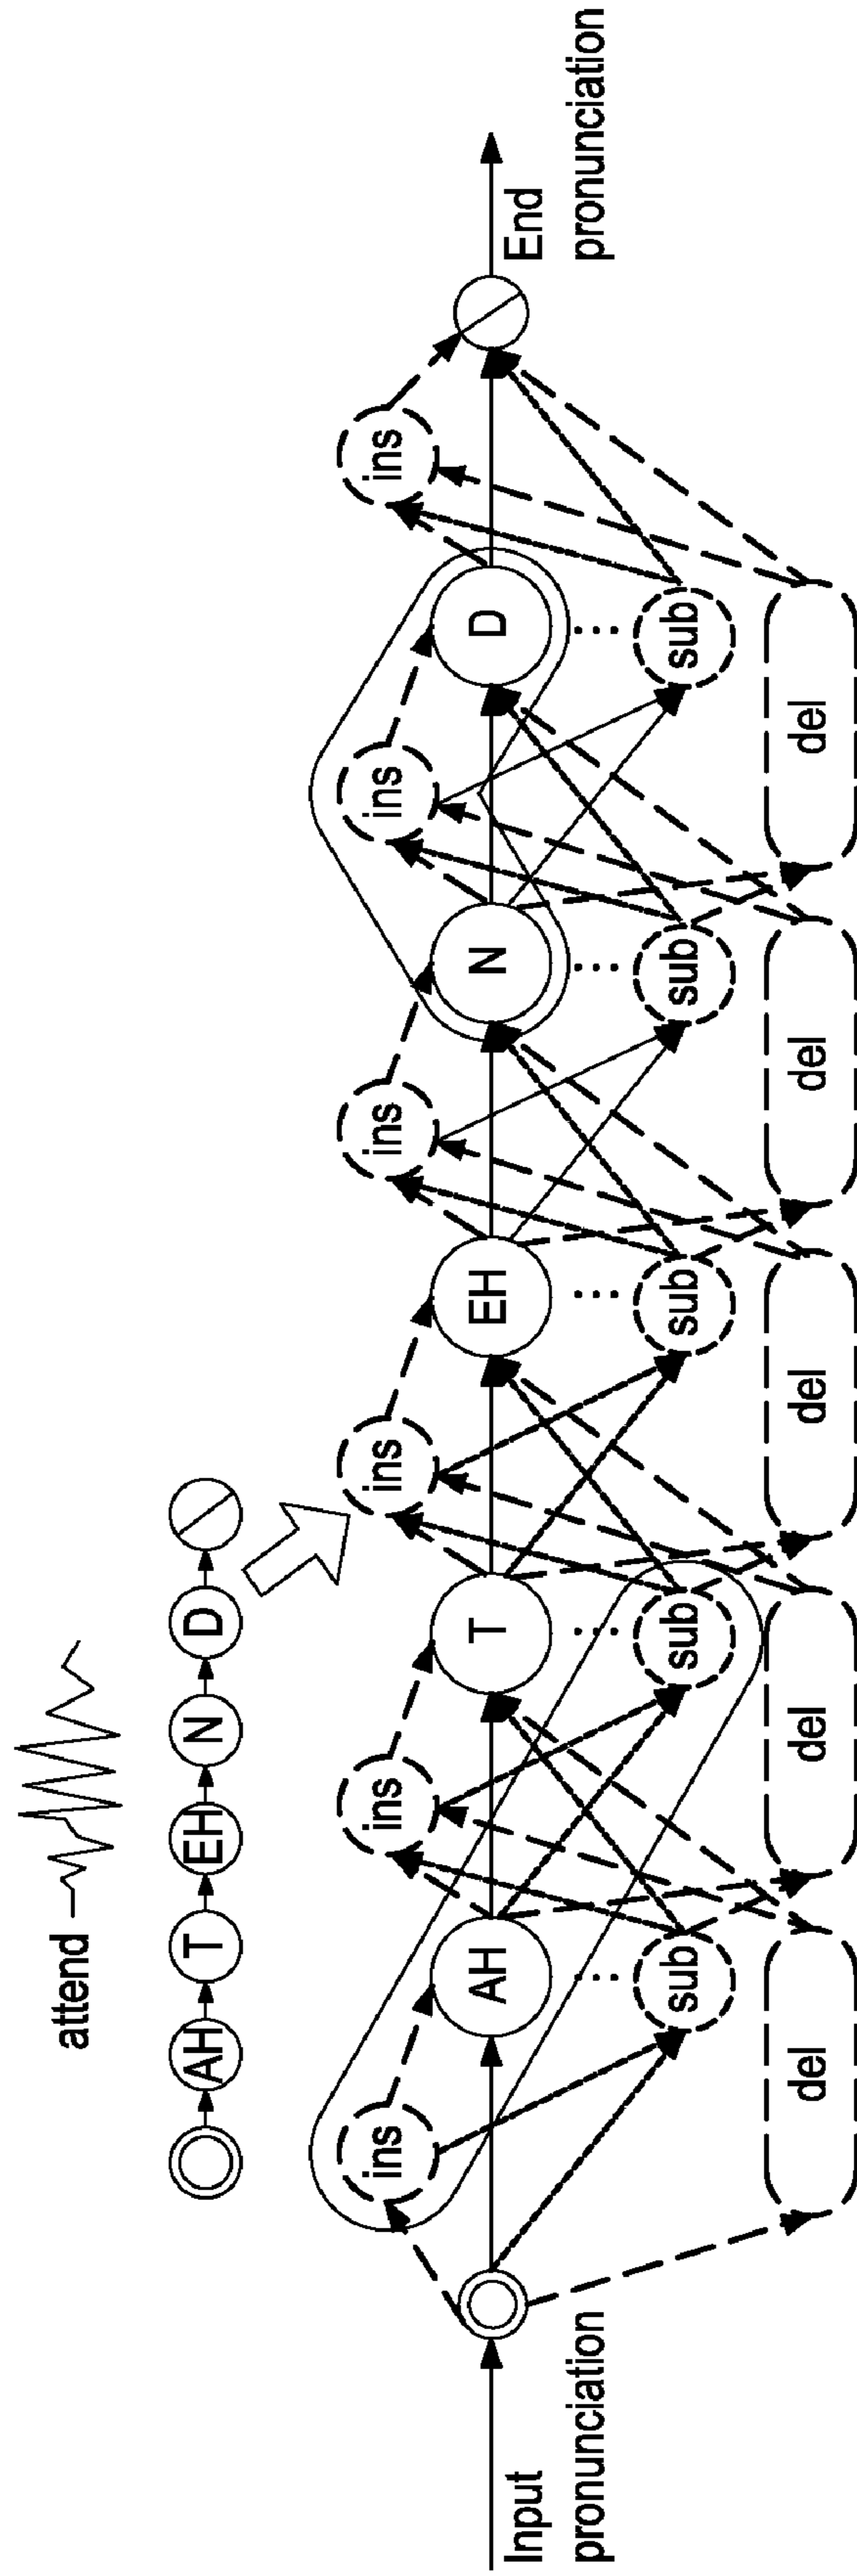 attend
AH T EH N D
ins ins ins ins ins ins
Input
pronunciation
AH T EH N D
End
pronunciation
... ... ... ... ...
sub sub sub sub sub
del del del del del